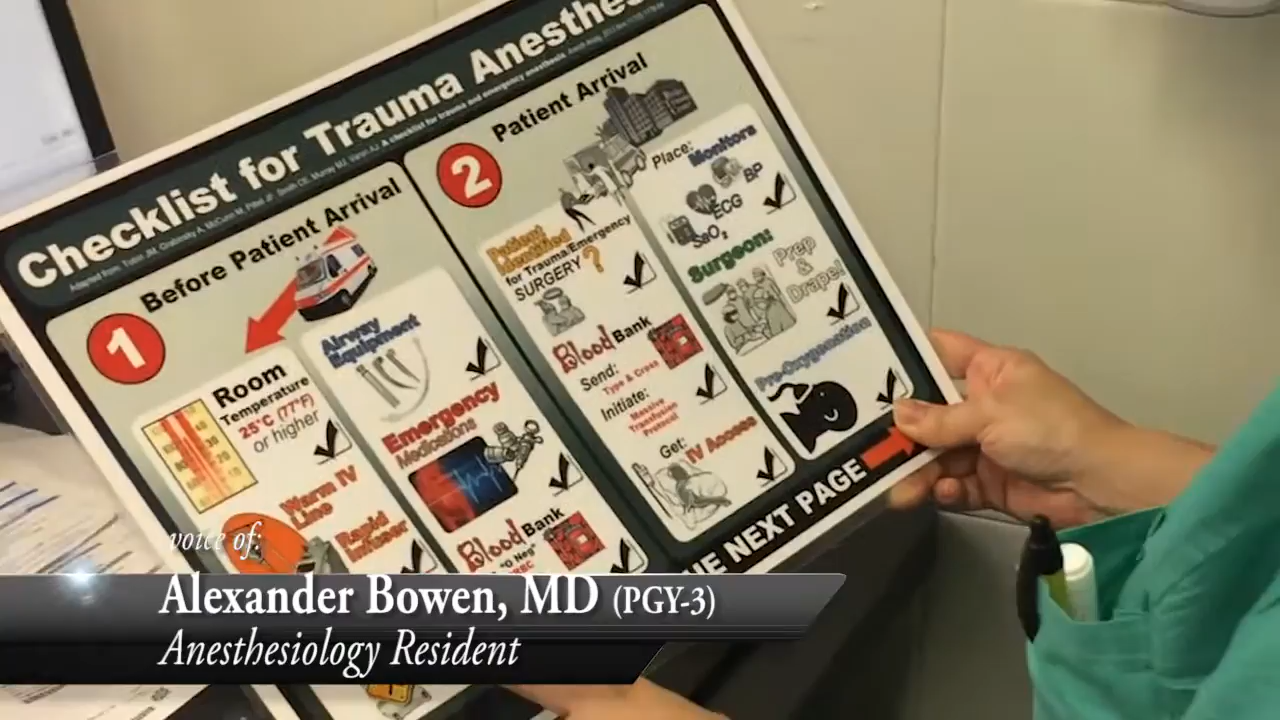 Checklist for Trauma Anesthes
Before Patient Arrival
1
Room
Temperature
25°C (77°F)
or higher
Warm IV
Line
Rapid
Infuser
Airway
Equipment
Emergency
Medications
Blood Bank
"O Neg"
2
Patient Arrival
Patient
Identified
for Trauma/Emergency
SURGERY ?
Blood Bank
Send:
Type & Cross
Initiate:
Massive
Transfusion
Protocol
Get: IV Access
Place: Monitors
BP
ECG
SaO₂
Surgeon:
Prep
&
Drape!
Pre-Oxygenation
NEXT PAGE
voice of:
Alexander Bowen, MD (PGY-3)
Anesthesiology Resident